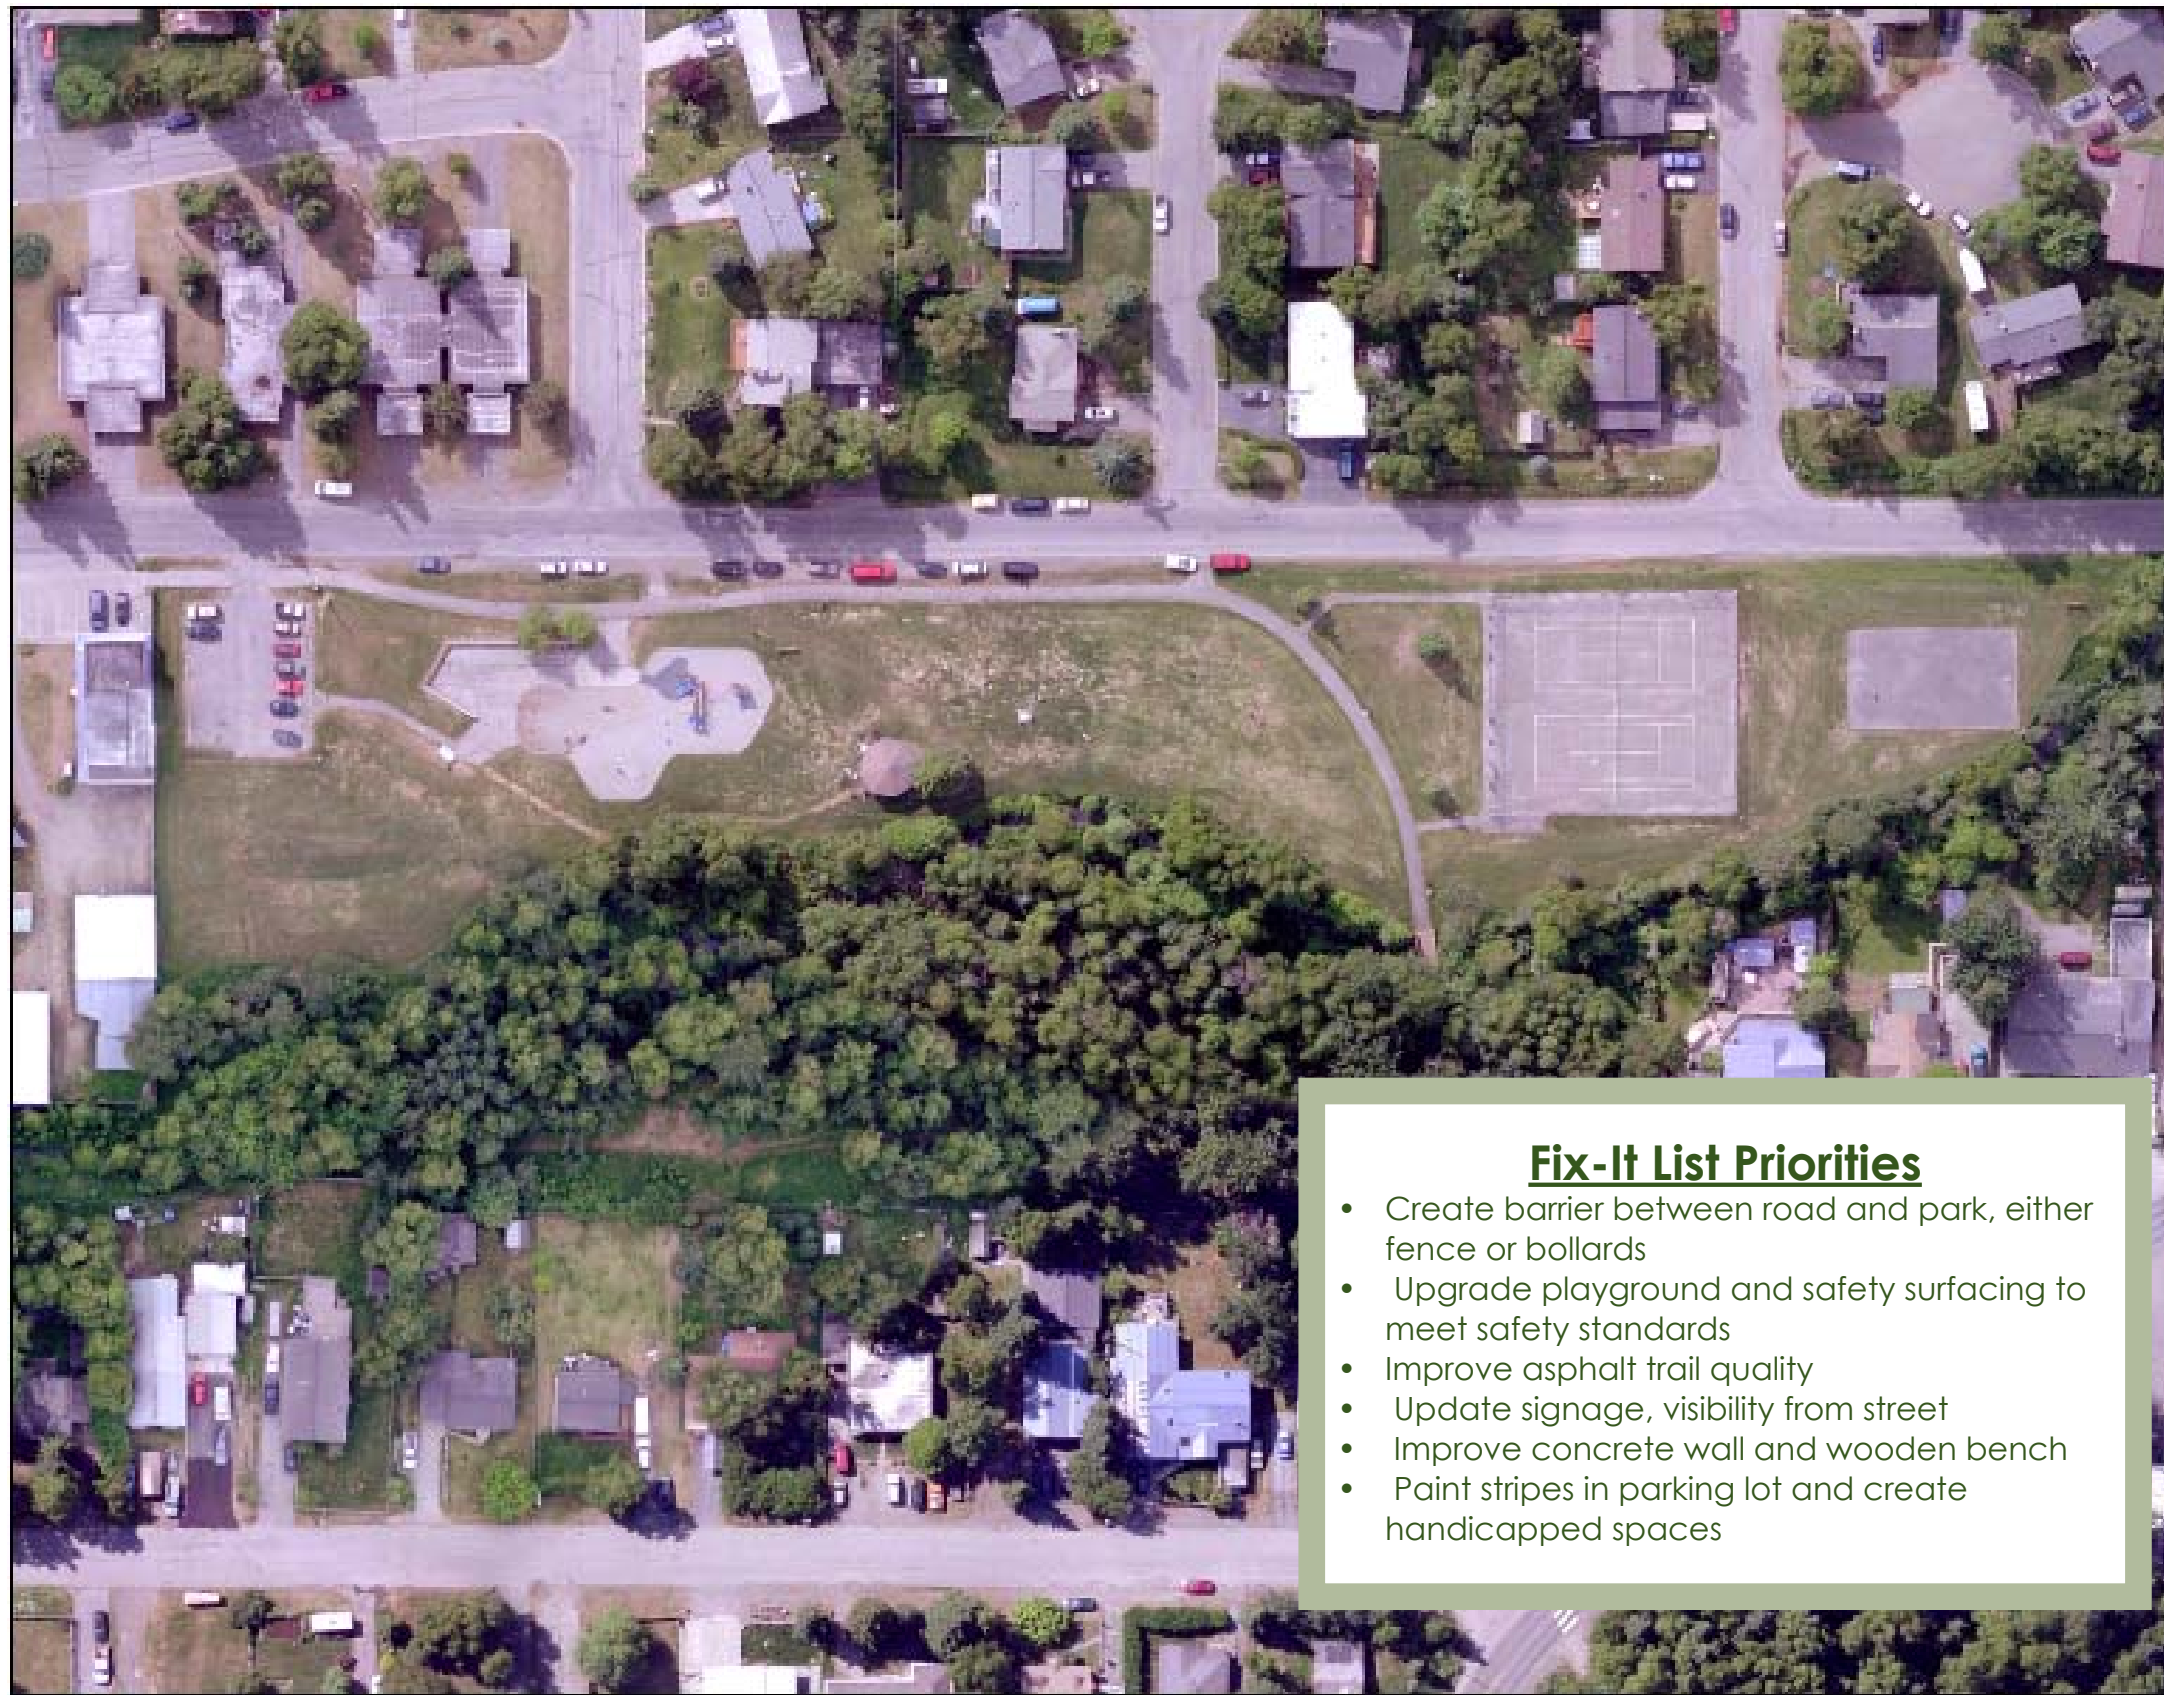 Fix-It List Priorities
• Create barrier between road and park, either
fence or bollards
• Upgrade playground and safety surfacing to
meet safety standards
• Improve asphalt trail quality
• Update signage, visibility from street
• Improve concrete wall and wooden bench
• Paint stripes in parking lot and create
handicapped spaces